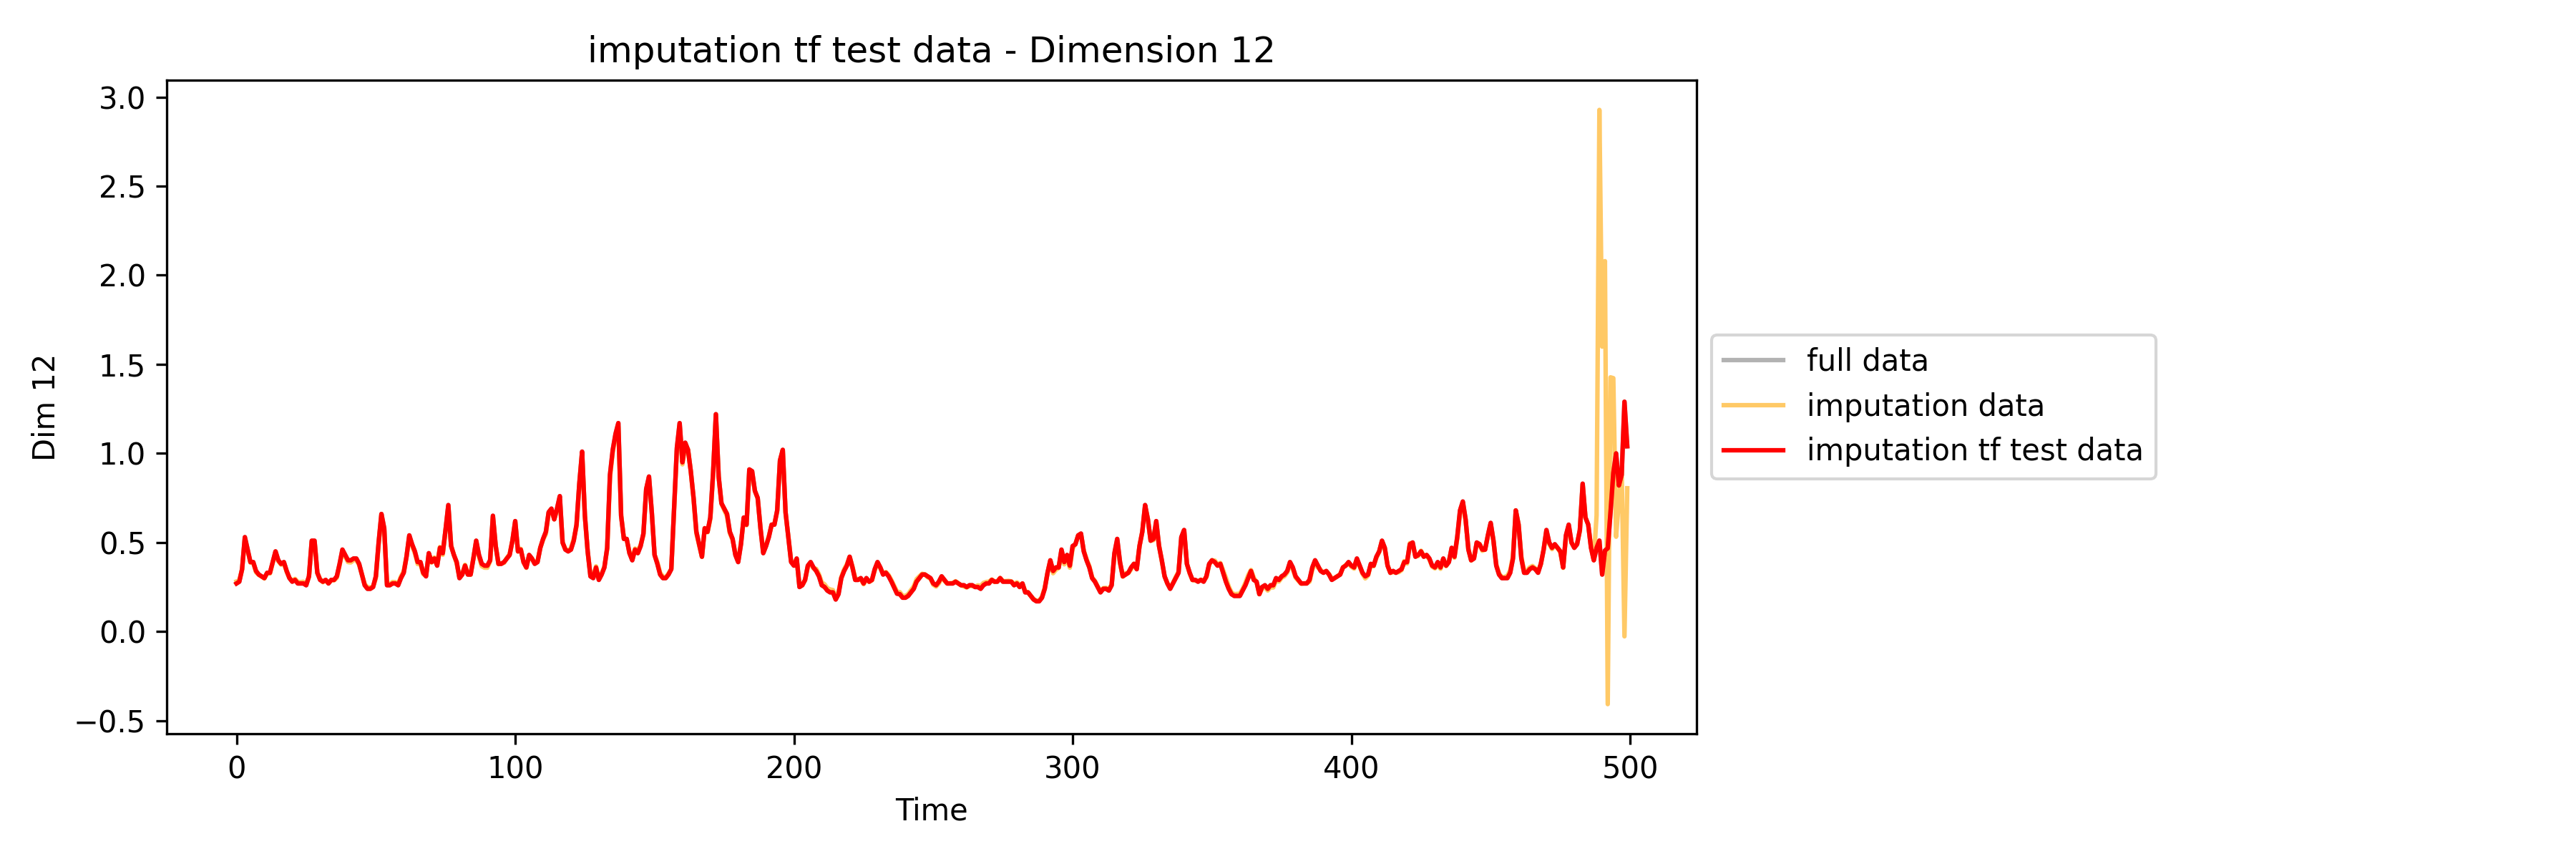 imputation tf test data - Dimension 12
3.0
2.5
2.0
1.5
1.0
0.5
0.0
−0.5
Dim 12
0 100 200 300 400 500
Time
full data
imputation data
imputation tf test data